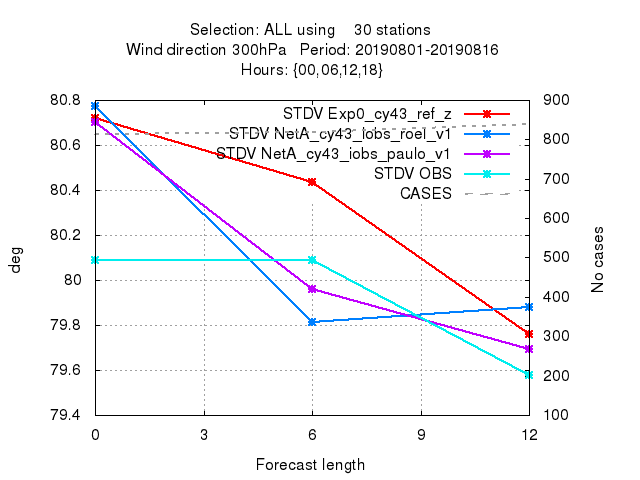 Selection: ALL using    30 stations
Wind direction 300hPa   Period: 20190801-20190816
Hours: {00,06,12,18}
80.8
80.6
80.4
80.2
80
79.8
79.6
79.4
deg
STDV Exp0_cy43_ref_z
STDV NetA_cy43_iobs_roel_v1
STDV NetA_cy43_iobs_paulo_v1
STDV OBS
CASES
900
800
700
600
500
400
300
200
100
No cases
0 3 6 9 12
Forecast length